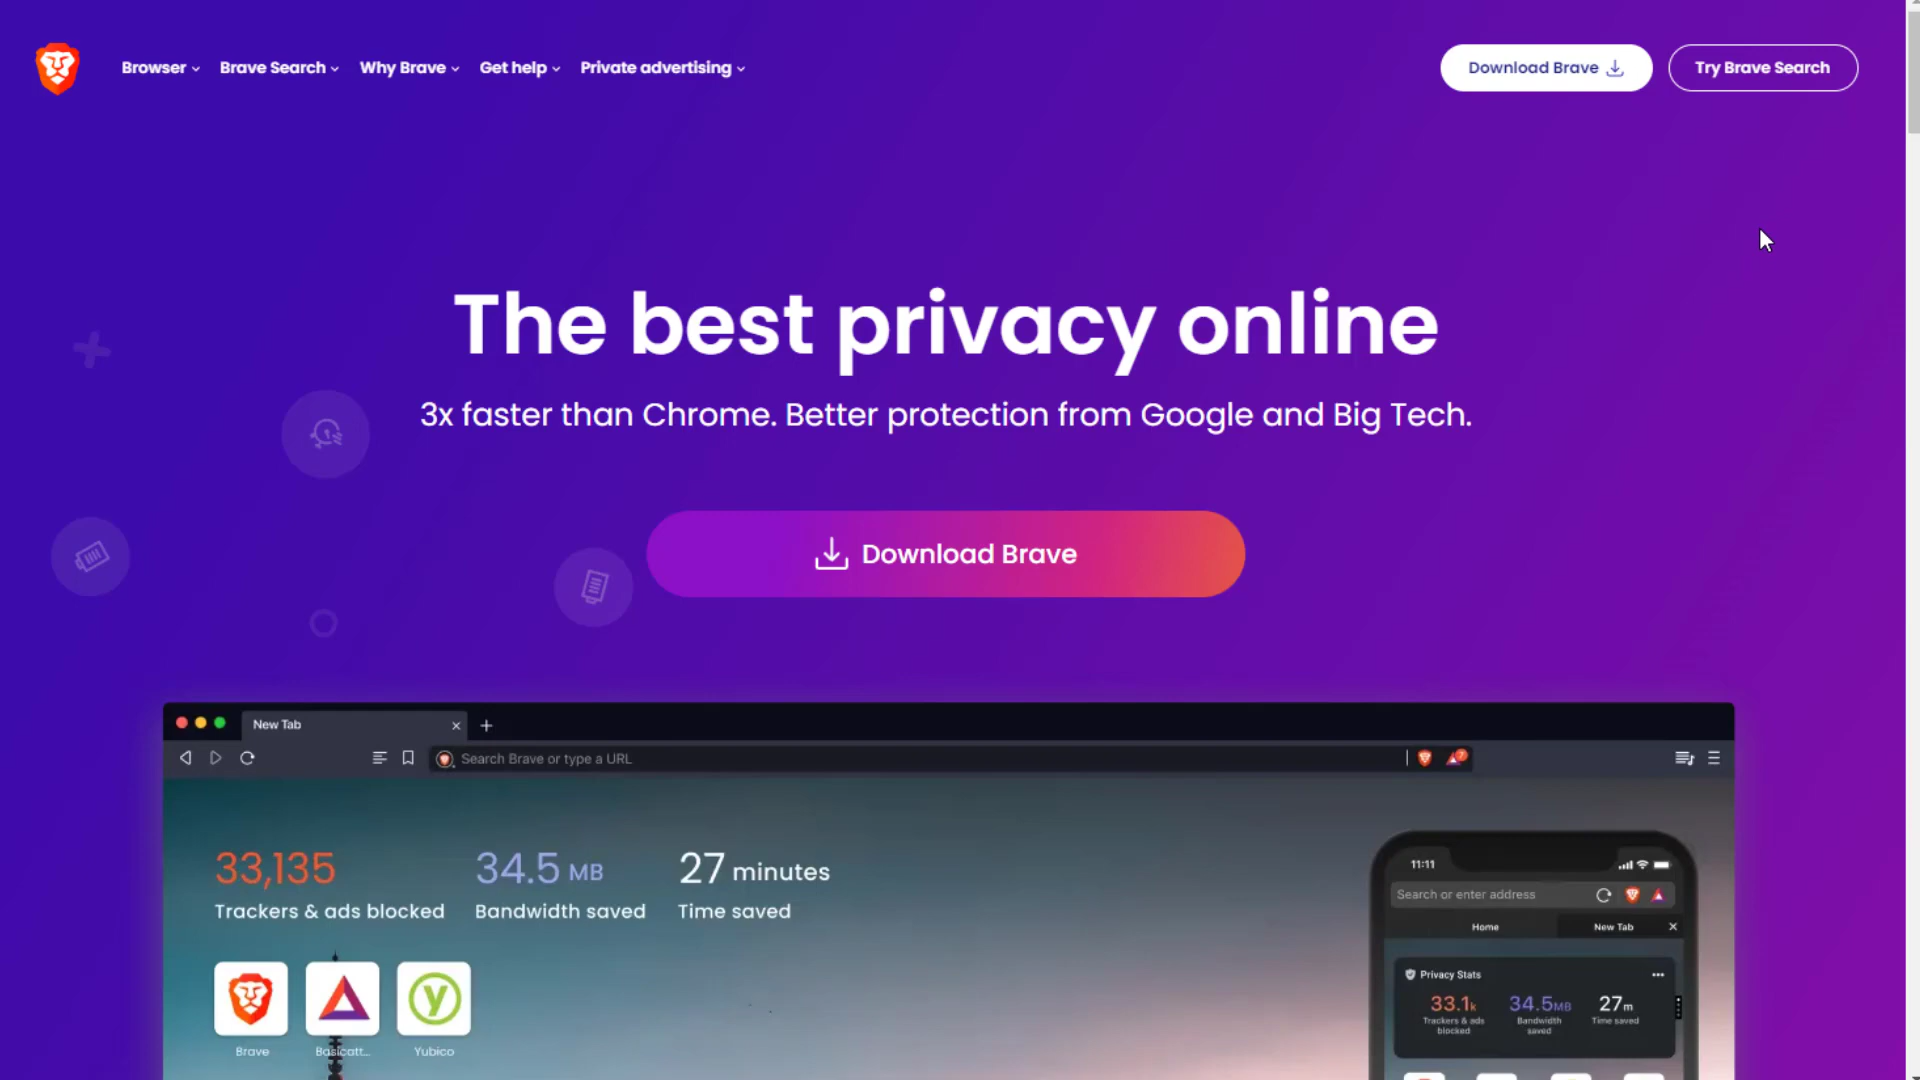 Browser
Brave Search
Why Brave
Get help
Private advertising
Download Brave
Try Brave Search
The best privacy online
3x faster than Chrome. Better protection from Google and Big Tech.
Download Brave
New Tab
Search Brave or type a URL
7
33,135
Trackers & ads blocked
34.5 MB
Bandwidth saved
27 minutes
Time saved
Brave
Basicatt...
y
Yubico
11:11
Search or enter address
Home
New Tab
Privacy Stats
33.1k
34.5MB
27m
Trackers & ads
blocked
Bandwidth
saved
Time saved